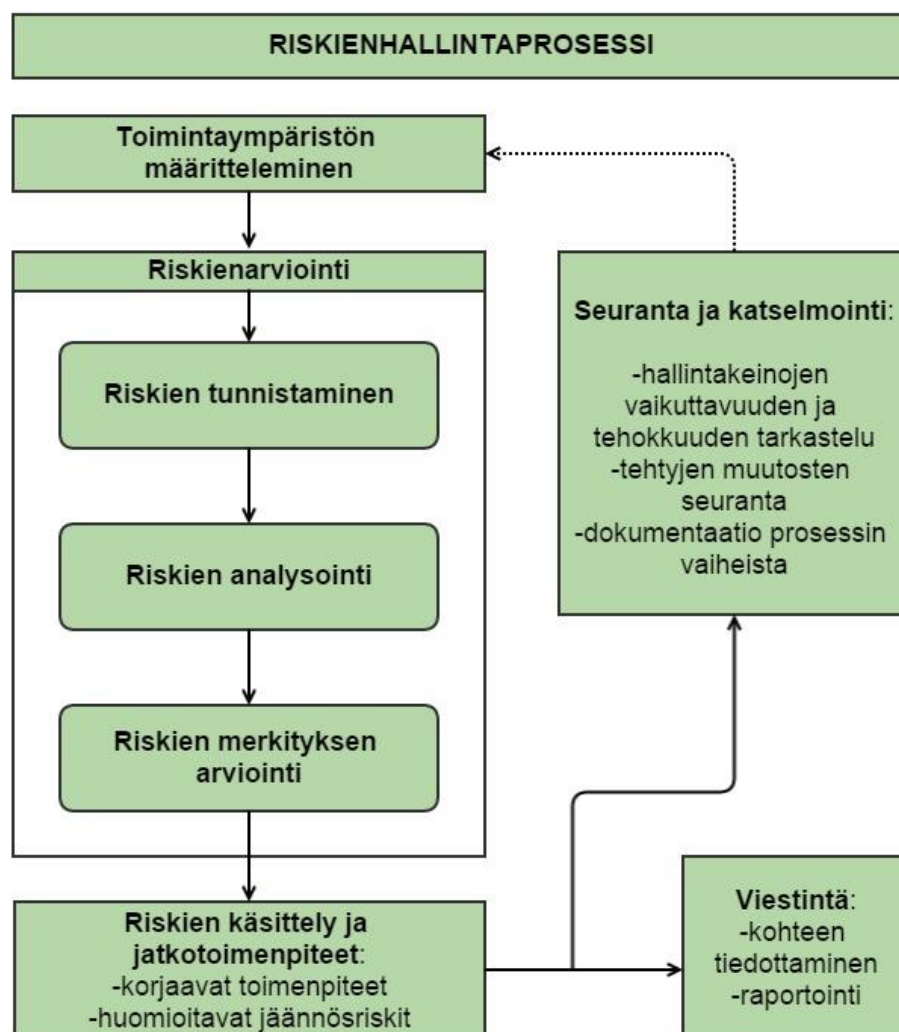 RISKIENHALLINTAPROSESSI
Toimintaympäristön
määritteleminen
Riskienarviointi
Riskien tunnistaminen
Riskien analysointi
Riskien merkityksen
arviointi
Riskien käsittely ja
jatkotoimenpiteet:
-korjaavat toimenpiteet
-huomioitavat jäännösriskit
Seuranta ja katselmointi:
-hallintakeinojen
vaikuttavuuden ja
tehokkuuden tarkastelu
-tehtyjen muutosten
seuranta
-dokumentaatio prosessin
vaiheista
Viestintä:
-kohteen
tiedottaminen
-raportointi